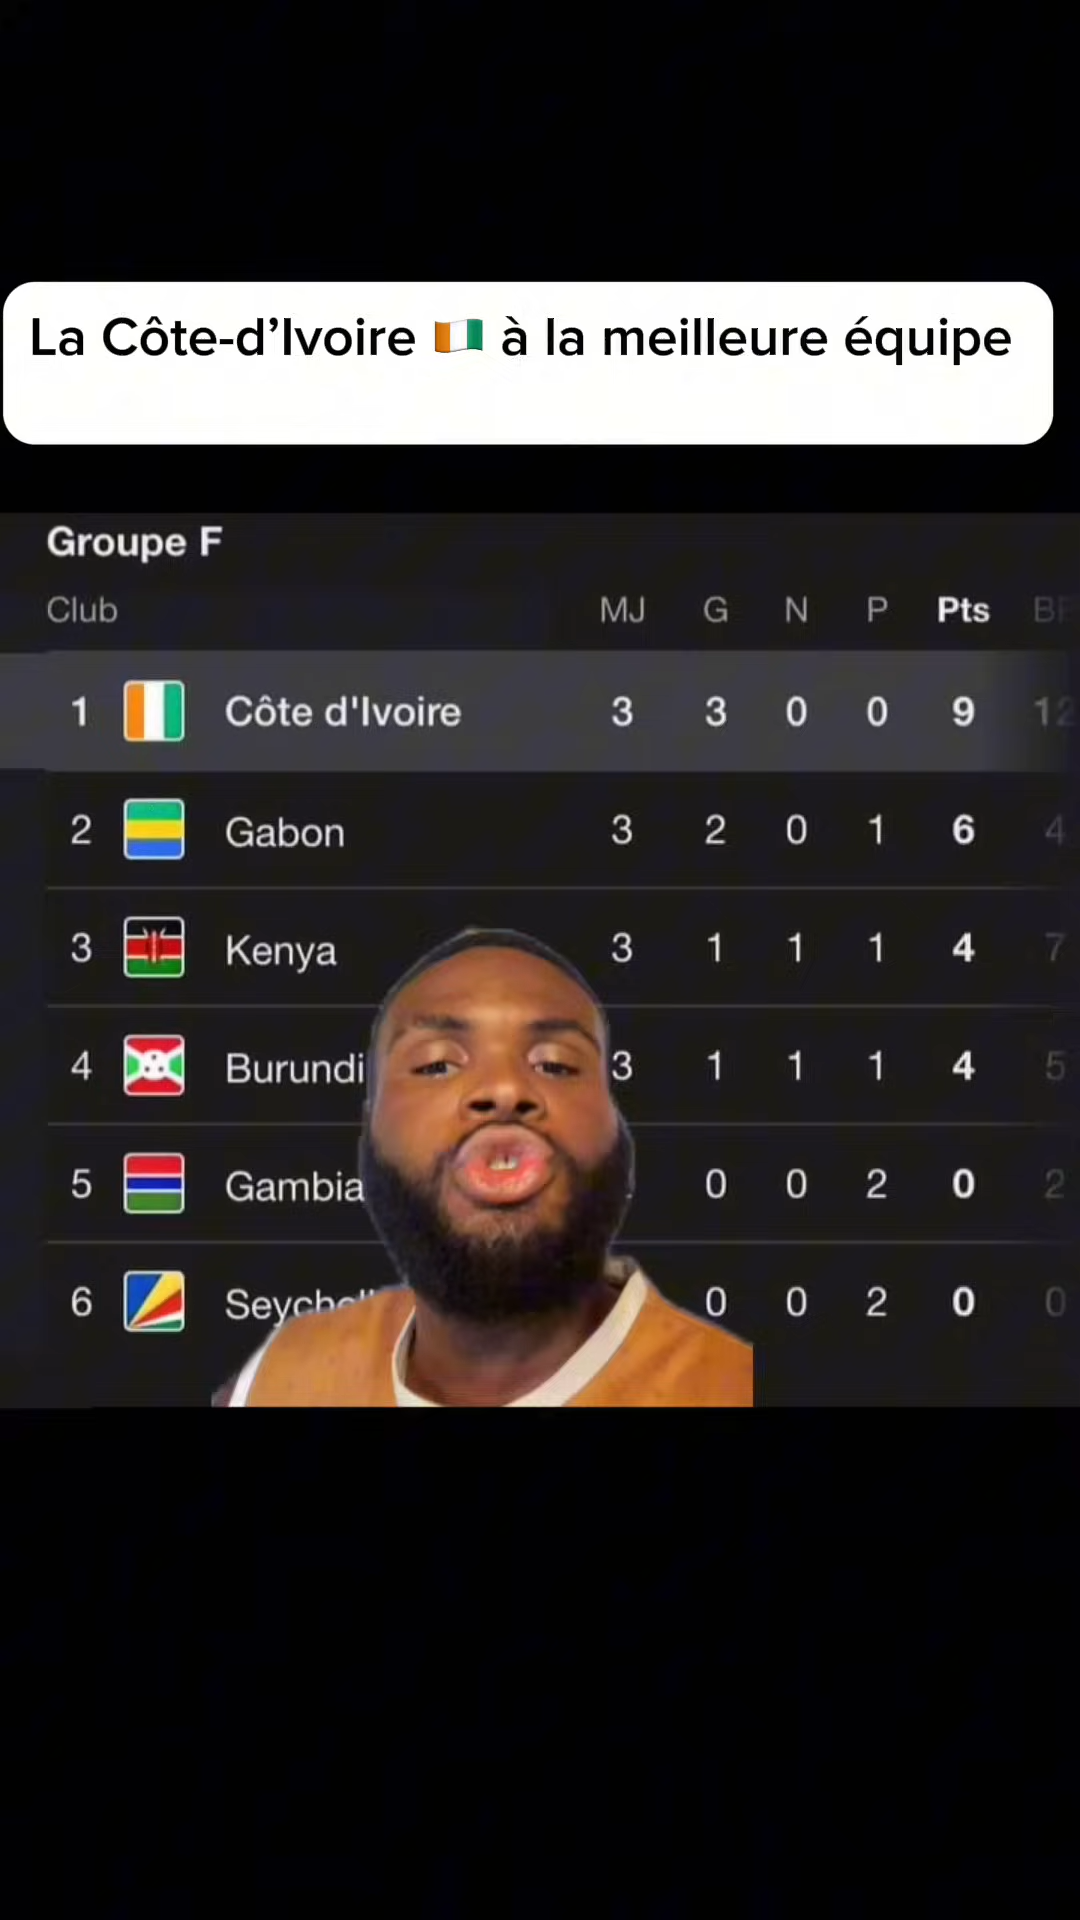 La Côte-d’Ivoire 🇨🇮 à la meilleure équipe
Groupe F
Club MJ G N P Pts
1 Côte d'Ivoire 3 3 0 0 9 12
2 Gabon 3 2 0 1 6 4
3 Kenya 3 1 1 1 4 7
4 Burundi 3 1 1 1 4 5
5 Gambia 0 0 2 0 2
6 0 0 2 0 0